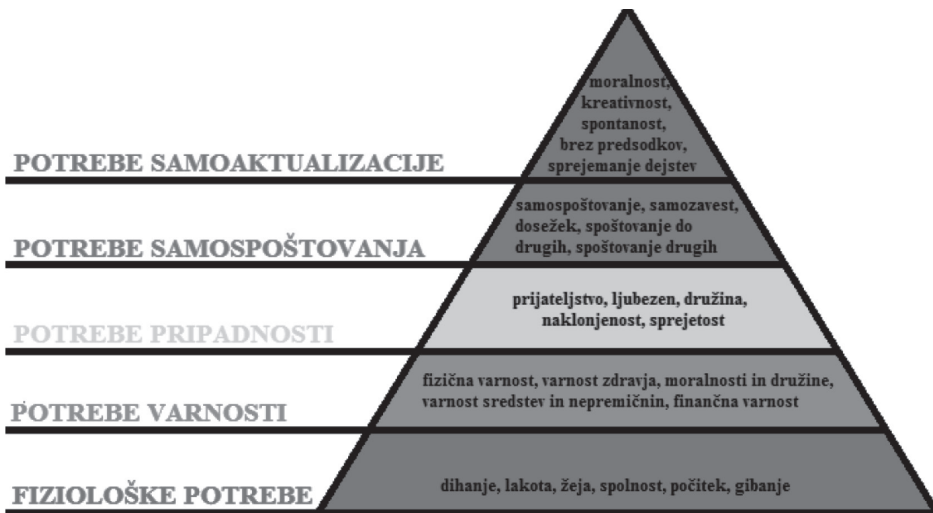 moralnost,
kreativnost,
spontanost,
brez predsodkov,
sprejemanje dejstev
POTREBE SAMOAKTUALIZACIJE
samospoštovanje, samozavest,
dosežek, spoštovanje do
drugih, spoštovanje drugih
POTREBE SAMOSPOŠTOVANJA
prijateljstvo, ljubezen, družina,
naklonjenost, sprejetost
POTREBE PRIPADNOSTI
fizična varnost, varnost zdravja, moralnosti in družine,
varnost sredstev in nepremičnin, finančna varnost
POTREBE VARNOSTI
dihanje, lakota, žeja, spolnost, počitek, gibanje
FIZIOLOŠKE POTREBE